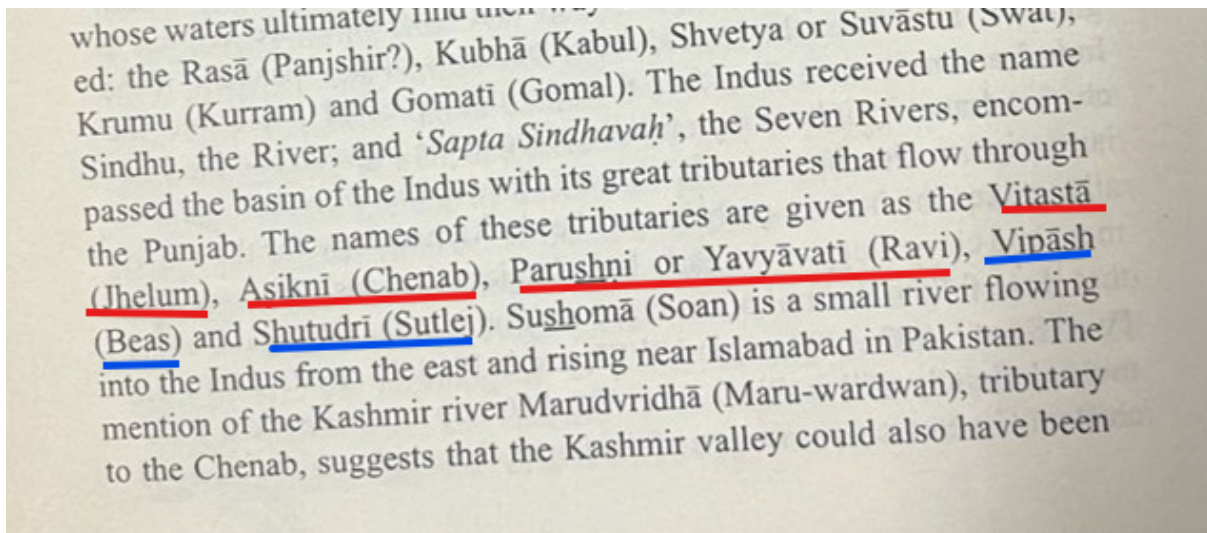 whose waters ultimately find their way
ed: the Rasā (Panjshir?), Kubhā (Kabul), Shvetya or Suvāstu (Swat),
Krumu (Kurram) and Gomatī (Gomal). The Indus received the name
Sindhu, the River; and ‘Sapta Sindhavaḥ’, the Seven Rivers, encom-
passed the basin of the Indus with its great tributaries that flow through
the Punjab. The names of these tributaries are given as the Vitastā
(Jhelum), Asiknī (Chenab), Parushni or Yavyāvatī (Ravi), Vipāsh
(Beas) and Shutudrī (Sutlej). Sushomā (Soan) is a small river flowing
into the Indus from the east and rising near Islamabad in Pakistan. The
mention of the Kashmir river Marudvridhā (Maru-wardwan), tributary
to the Chenab, suggests that the Kashmir valley could also have been